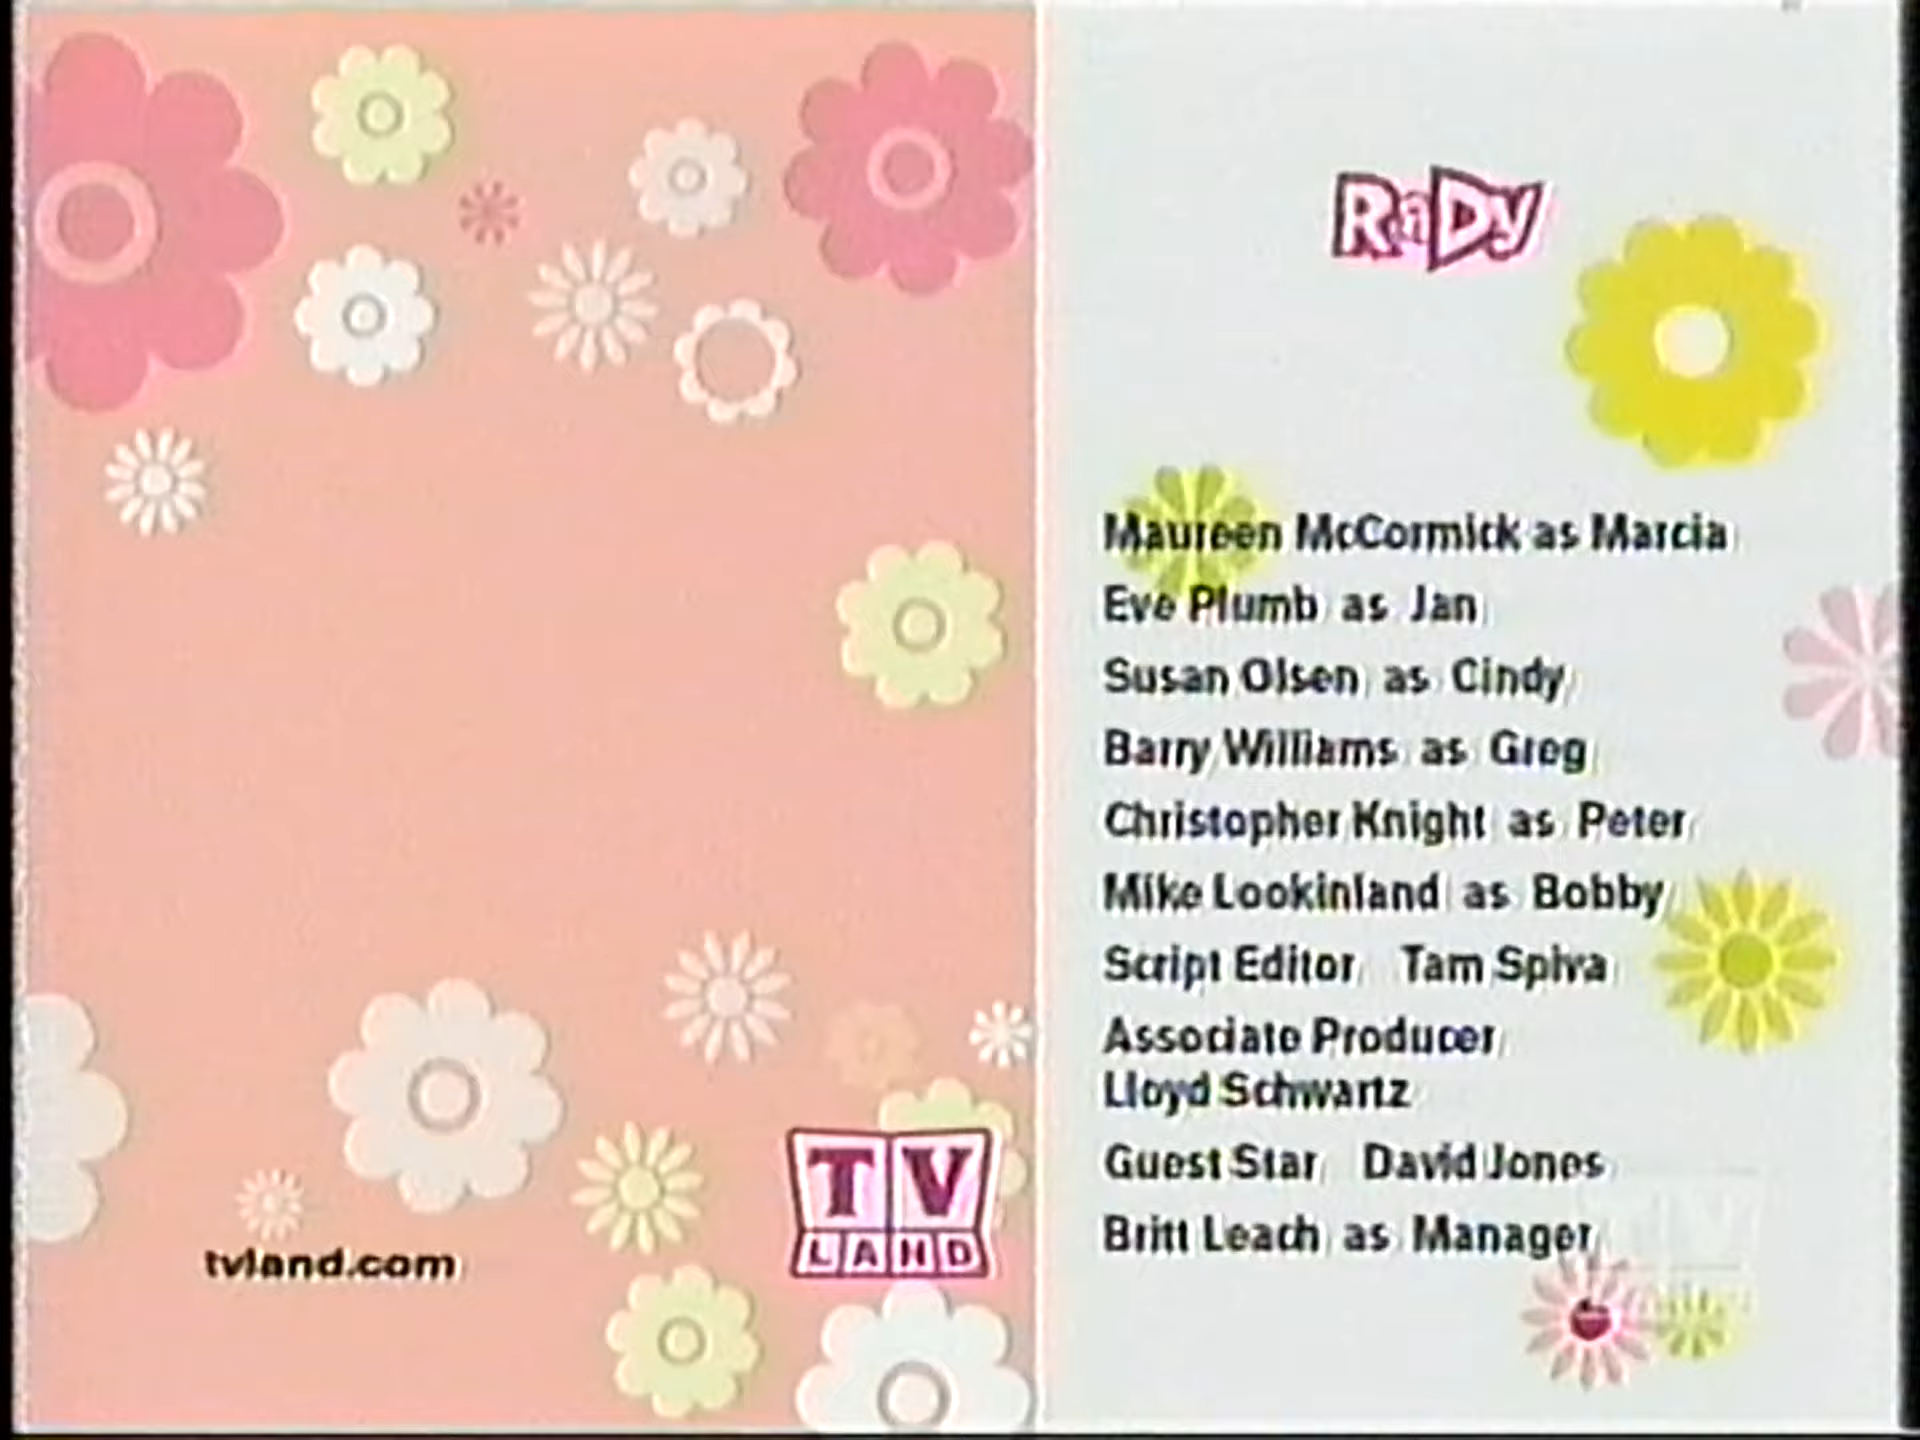 RaDy
Maureen McCormick as Marcia
Eve Plumb as Jan
Susan Olsen as Cindy
Barry Williams as Greg
Christopher Knight as Peter
Mike Lookinland as Bobby
Script Editor Tam Spiva
Associate Producer
Lloyd Schwartz
Guest Star David Jones
Britt Leach as Manager
TV
LAND
tvland.com